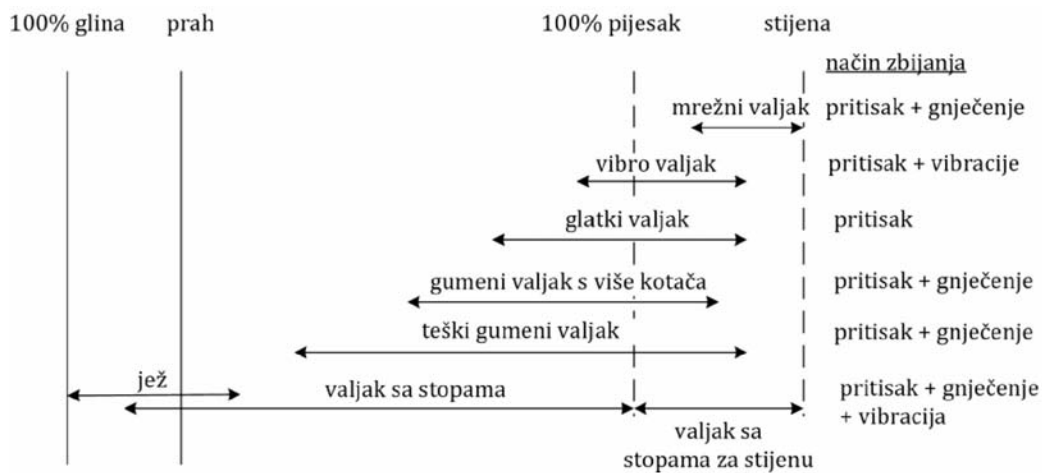 100% glina prah 100% pijesak stijena
način zbijanja
mrežni valjak pritisak + gnječenje
vibro valjak pritisak + vibracije
glatki valjak pritisak
gumeni valjak s više kotača pritisak + gnječenje
teški gumeni valjak pritisak + gnječenje
jež valjak sa stopama pritisak + gnječenje
+ vibracija
valjak sa
stopama za stijenu